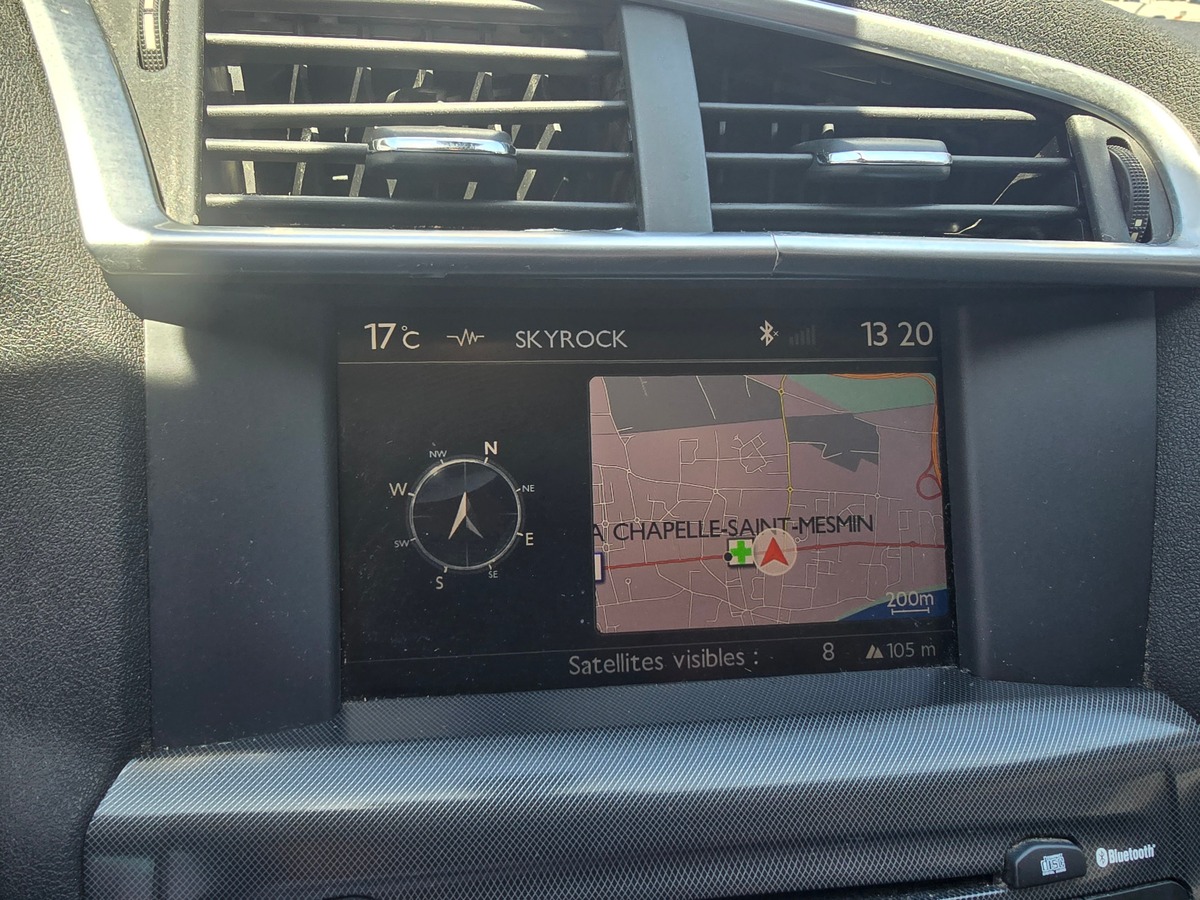 17°C SKYROCK 13 20
N
NW
NE
W
E
SW
SE
S
A CHAPELLE-SAINT-MESMIN
200m
Satellites visibles : 8 105 m
Bluetooth